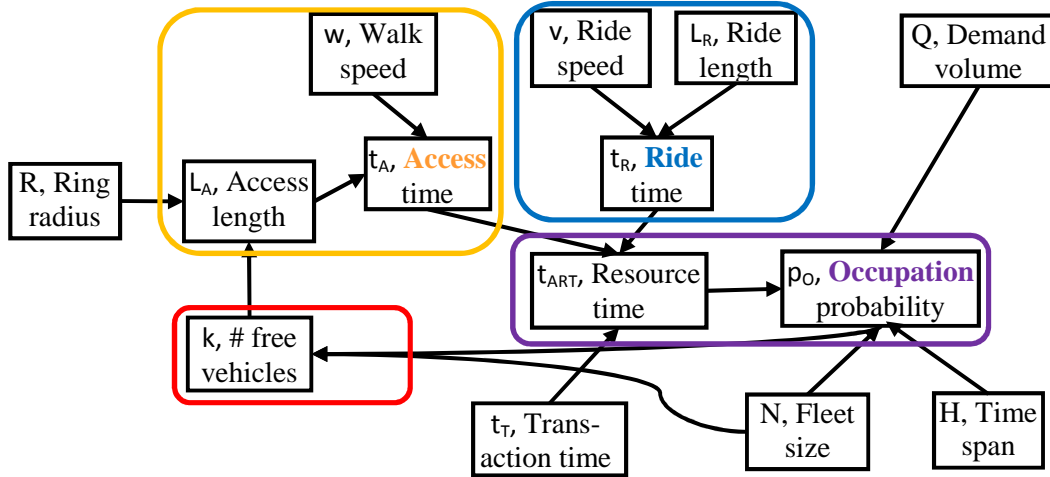 w, Walk
speed
v, Ride
speed
L_R, Ride
length
Q, Demand
volume
R, Ring
radius
L_A, Access
length
t_A, Access
time
t_R, Ride
time
t_ART, Resource
time
p_O, Occupation
probability
k, # free
vehicles
t_T, Trans-
action time
N, Fleet
size
H, Time
span